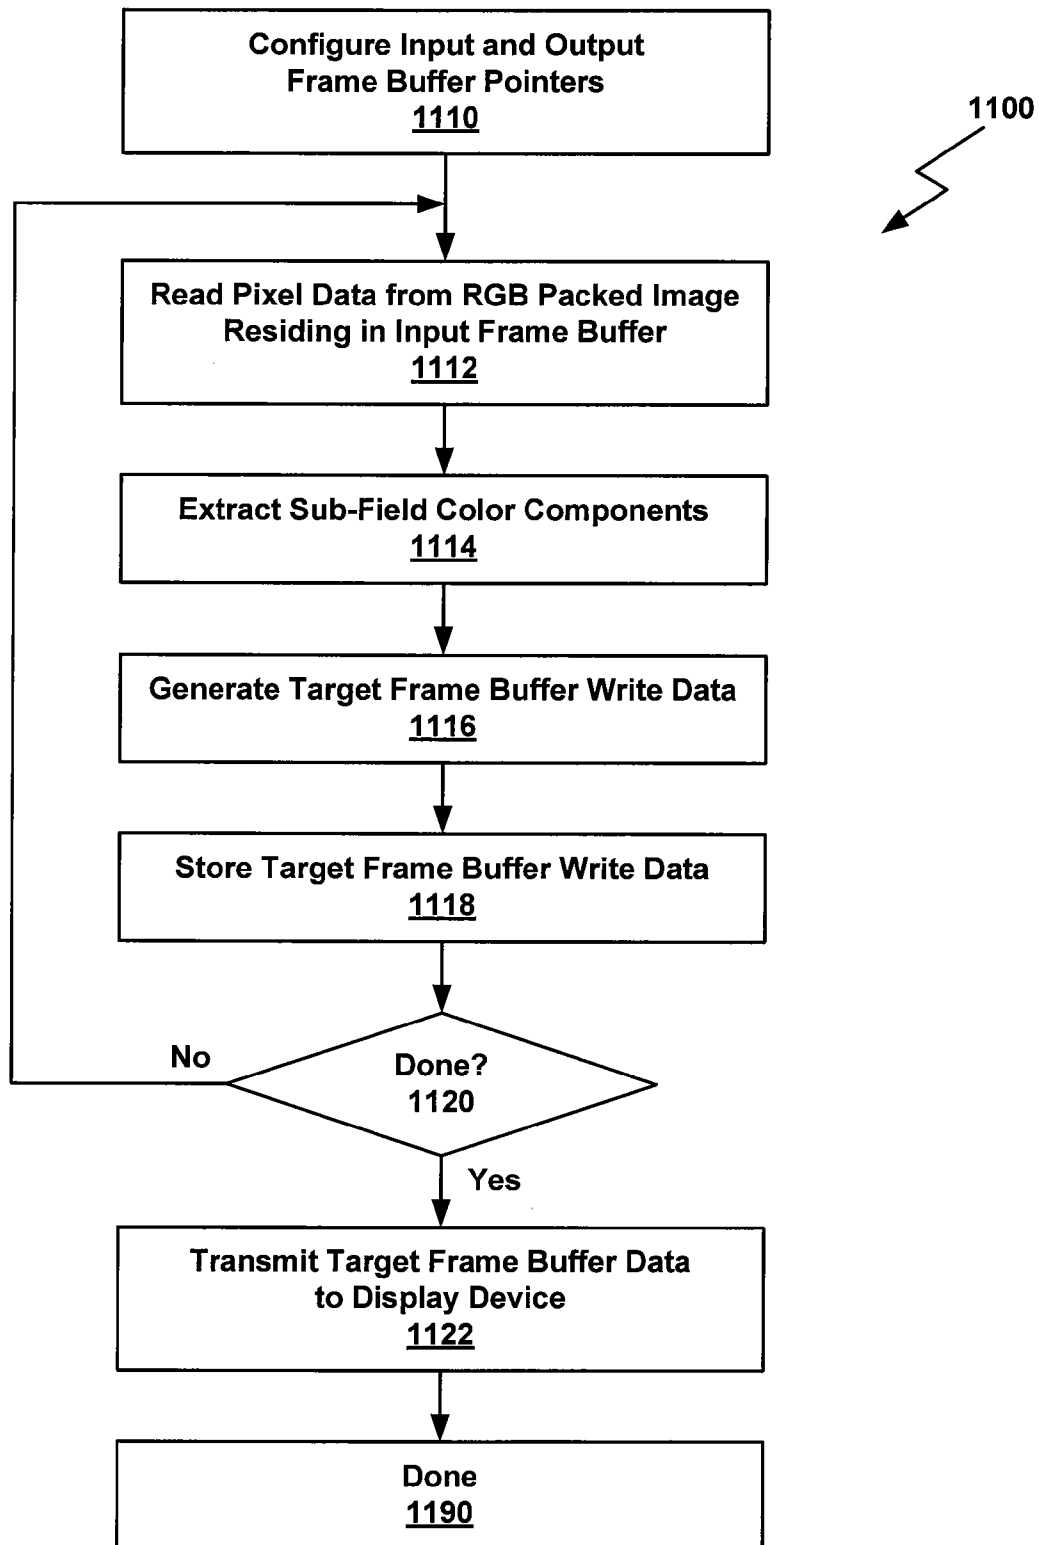 Configure Input and Output
Frame Buffer Pointers
1110
1100
Read Pixel Data from RGB Packed Image
Residing in Input Frame Buffer
1112
Extract Sub-Field Color Components
1114
Generate Target Frame Buffer Write Data
1116
Store Target Frame Buffer Write Data
1118
No
Done?
1120
Yes
Transmit Target Frame Buffer Data
to Display Device
1122
Done
1190